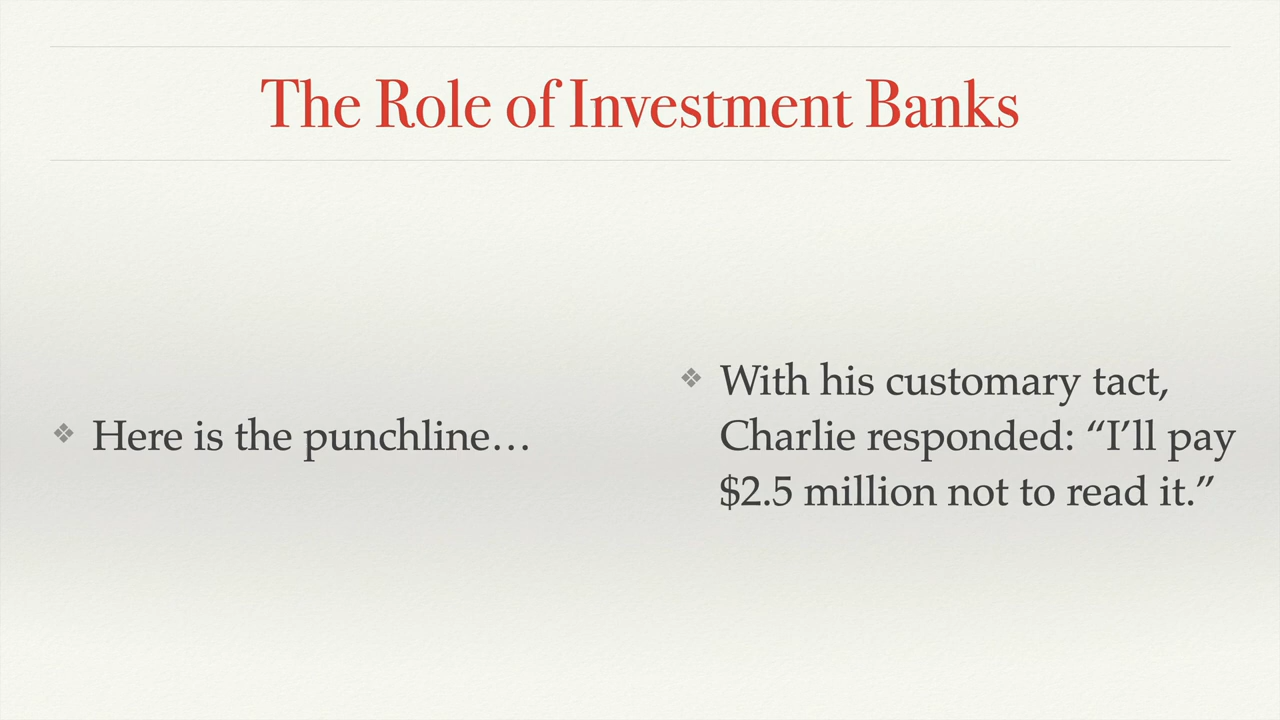 The Role of Investment Banks
❖ Here is the punchline…
❖ With his customary tact,
Charlie responded: “I’ll pay
$2.5 million not to read it.”